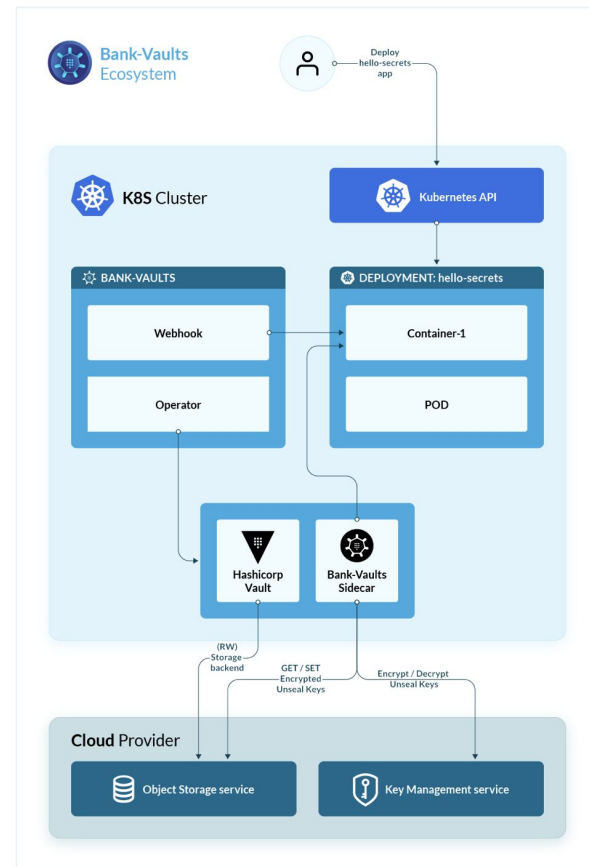 Bank-Vaults
Ecosystem
Deploy
hello-secrets
app
K8S Cluster
Kubernetes API
BANK-VAULTS
DEPLOYMENT: hello-secrets
Webhook
Container-1
Operator
POD
Hashicorp
Vault
Bank-Vaults
Sidecar
(RW)
Storage
backend
GET / SET
Encrypted
Unseal Keys
Encrypt / Decrypt
Unseal Keys
Cloud Provider
Object Storage service
Key Management service